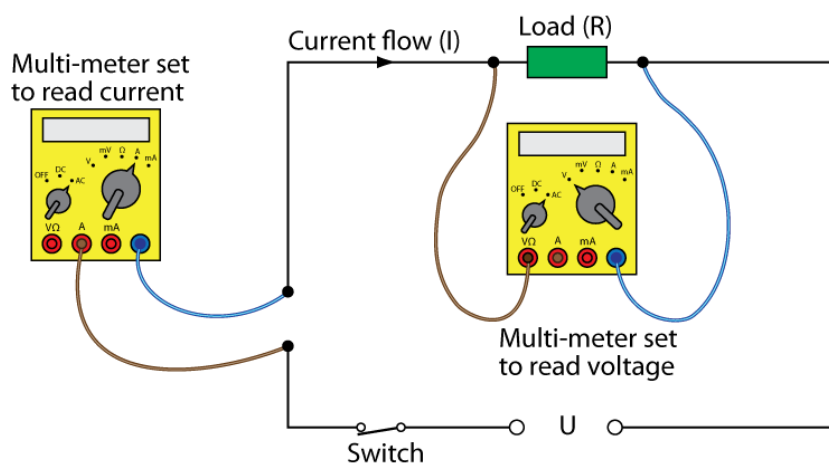 Load (R)
Current flow (I)
Multi-meter set
to read current
mV Ω A
V mA
OFF DC AC
VΩ A mA
mV Ω A
V mA
OFF DC AC
VΩ A mA
Multi-meter set
to read voltage
U
Switch